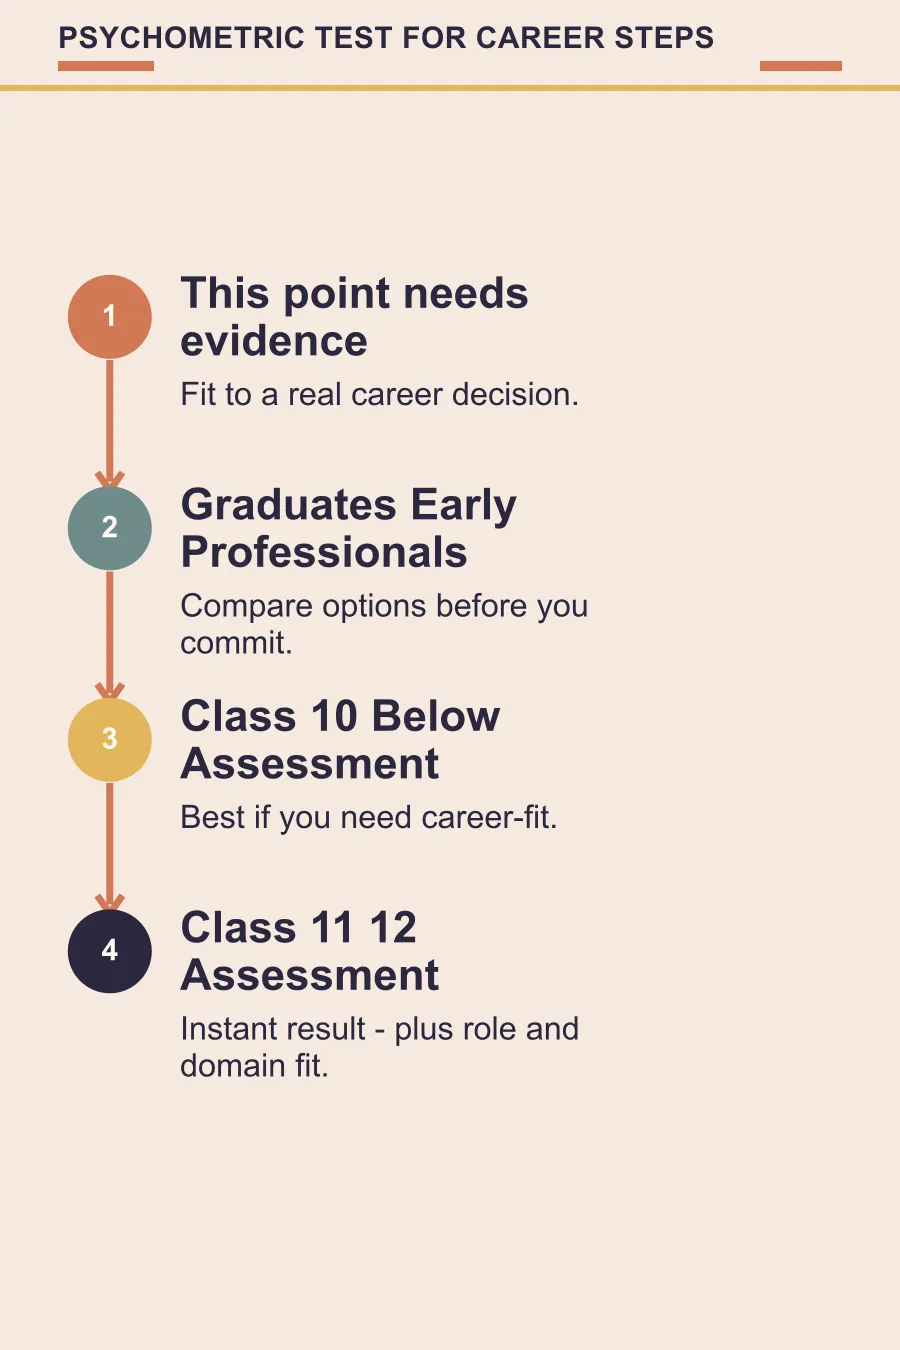 PSYCHOMETRIC TEST FOR CAREER STEPS
1
This point needs
evidence
Fit to a real career decision.
2
Graduates Early
Professionals
Compare options before you
commit.
3
Class 10 Below
Assessment
Best if you need career-fit.
4
Class 11 12
Assessment
Instant result - plus role and
domain fit.